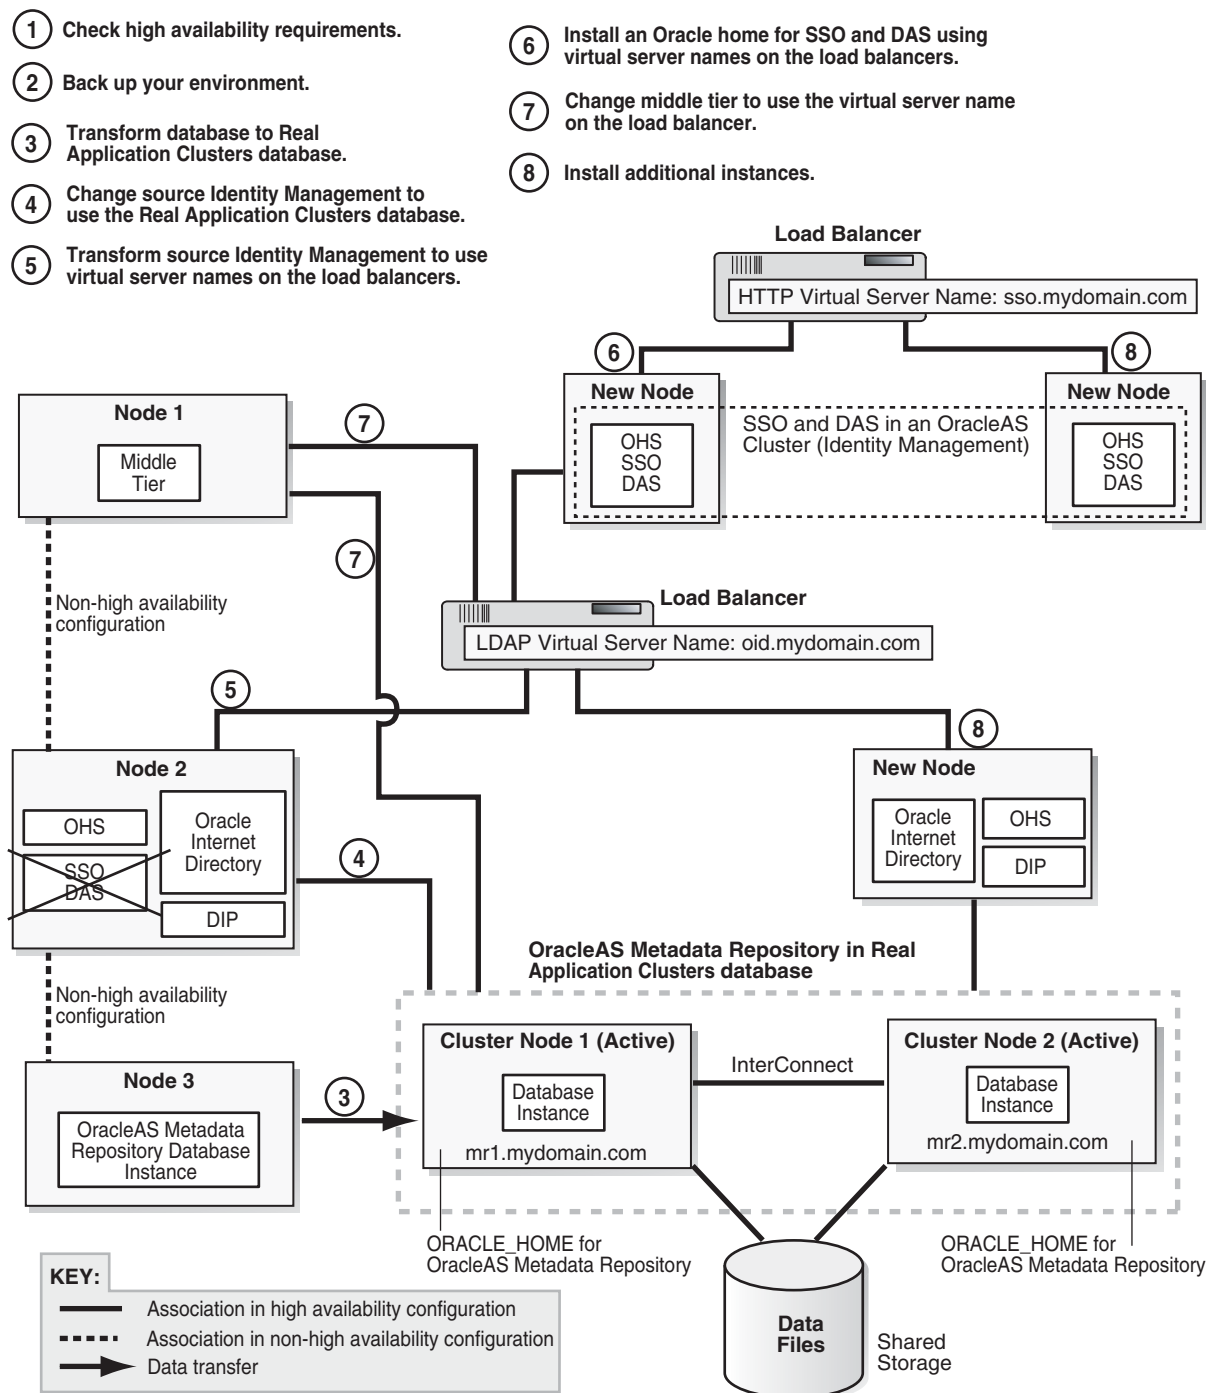 1 Check high availability requirements.
2 Back up your environment.
3 Transform database to Real
Application Clusters database.
4 Change source Identity Management to
use the Real Application Clusters database.
5 Transform source Identity Management to use
virtual server names on the load balancers.
6 Install an Oracle home for SSO and DAS using
virtual server names on the load balancers.
7 Change middle tier to use the virtual server name
on the load balancer.
8 Install additional instances.
Load Balancer
HTTP Virtual Server Name: sso.mydomain.com
6
8
New Node
OHS
SSO
DAS
SSO and DAS in an OracleAS
Cluster (Identity Management)
New Node
OHS
SSO
DAS
Node 1
Middle
Tier
7
7
Non-high availability
configuration
Load Balancer
LDAP Virtual Server Name: oid.mydomain.com
5
8
Node 2
OHS
SSO
DAS
Oracle
Internet
Directory
DIP
4
New Node
Oracle
Internet
Directory
OHS
DIP
Non-high availability
configuration
OracleAS Metadata Repository in Real
Application Clusters database
Node 3
OracleAS Metadata
Repository Database
Instance
3
Cluster Node 1 (Active)
Database
Instance
mr1.mydomain.com
InterConnect
Cluster Node 2 (Active)
Database
Instance
mr2.mydomain.com
ORACLE_HOME for
OracleAS Metadata Repository
ORACLE_HOME for
OracleAS Metadata Repository
Data
Files
Shared
Storage
KEY:
Association in high availability configuration
Association in non-high availability configuration
Data transfer